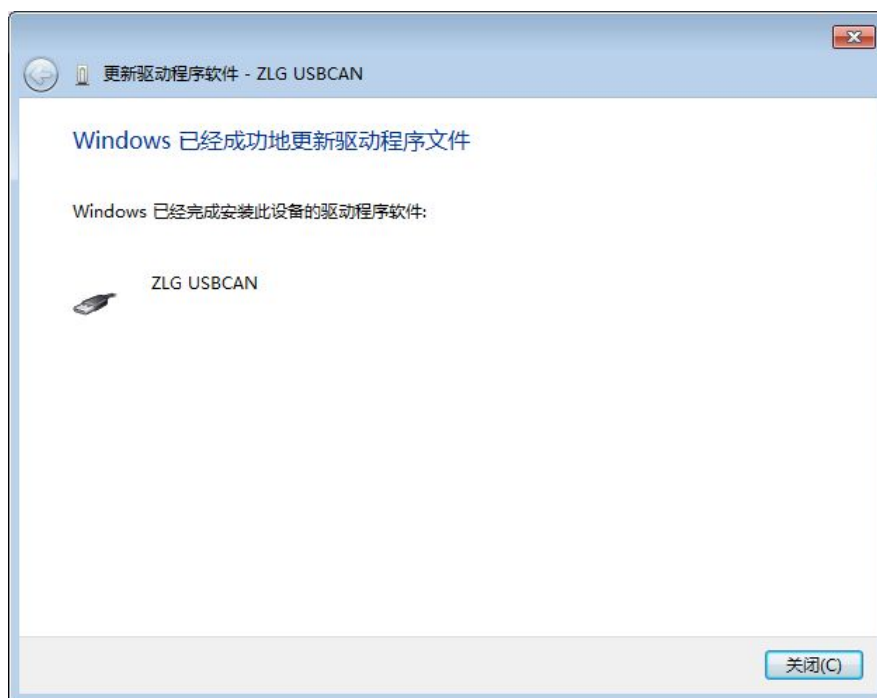 更新驱动程序软件 - ZLG USBCAN
Windows 已经成功地更新驱动程序文件
Windows 已经完成安装此设备的驱动程序软件:
ZLG USBCAN
关闭(C)